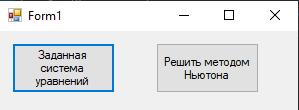 Form1
Заданная
система
уравнений
Решить методом
Ньютона